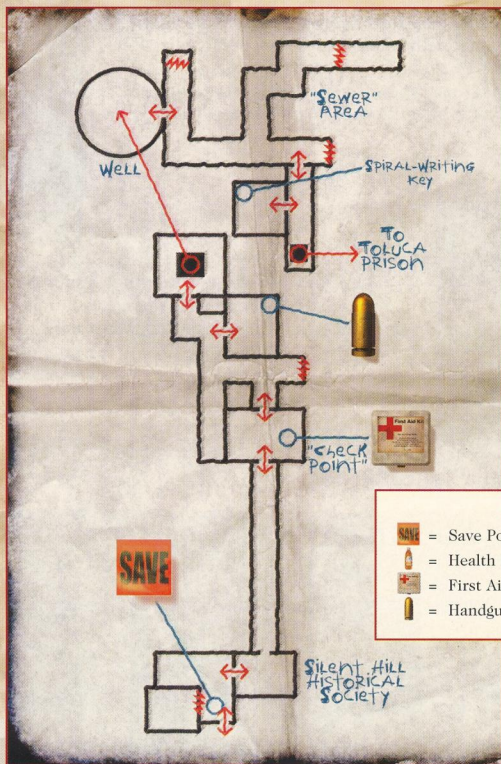 "SEWER"
AREA
WELL
SPIRAL-WRITING
KEY
TO
TOLUCA
PRISON
First Aid Kit
"CHECK
POINT"
SAVE
SAVE = Save Po
= Health
= First Ai
= Handgu
SILENT HILL
HISTORICAL
SOCIETY